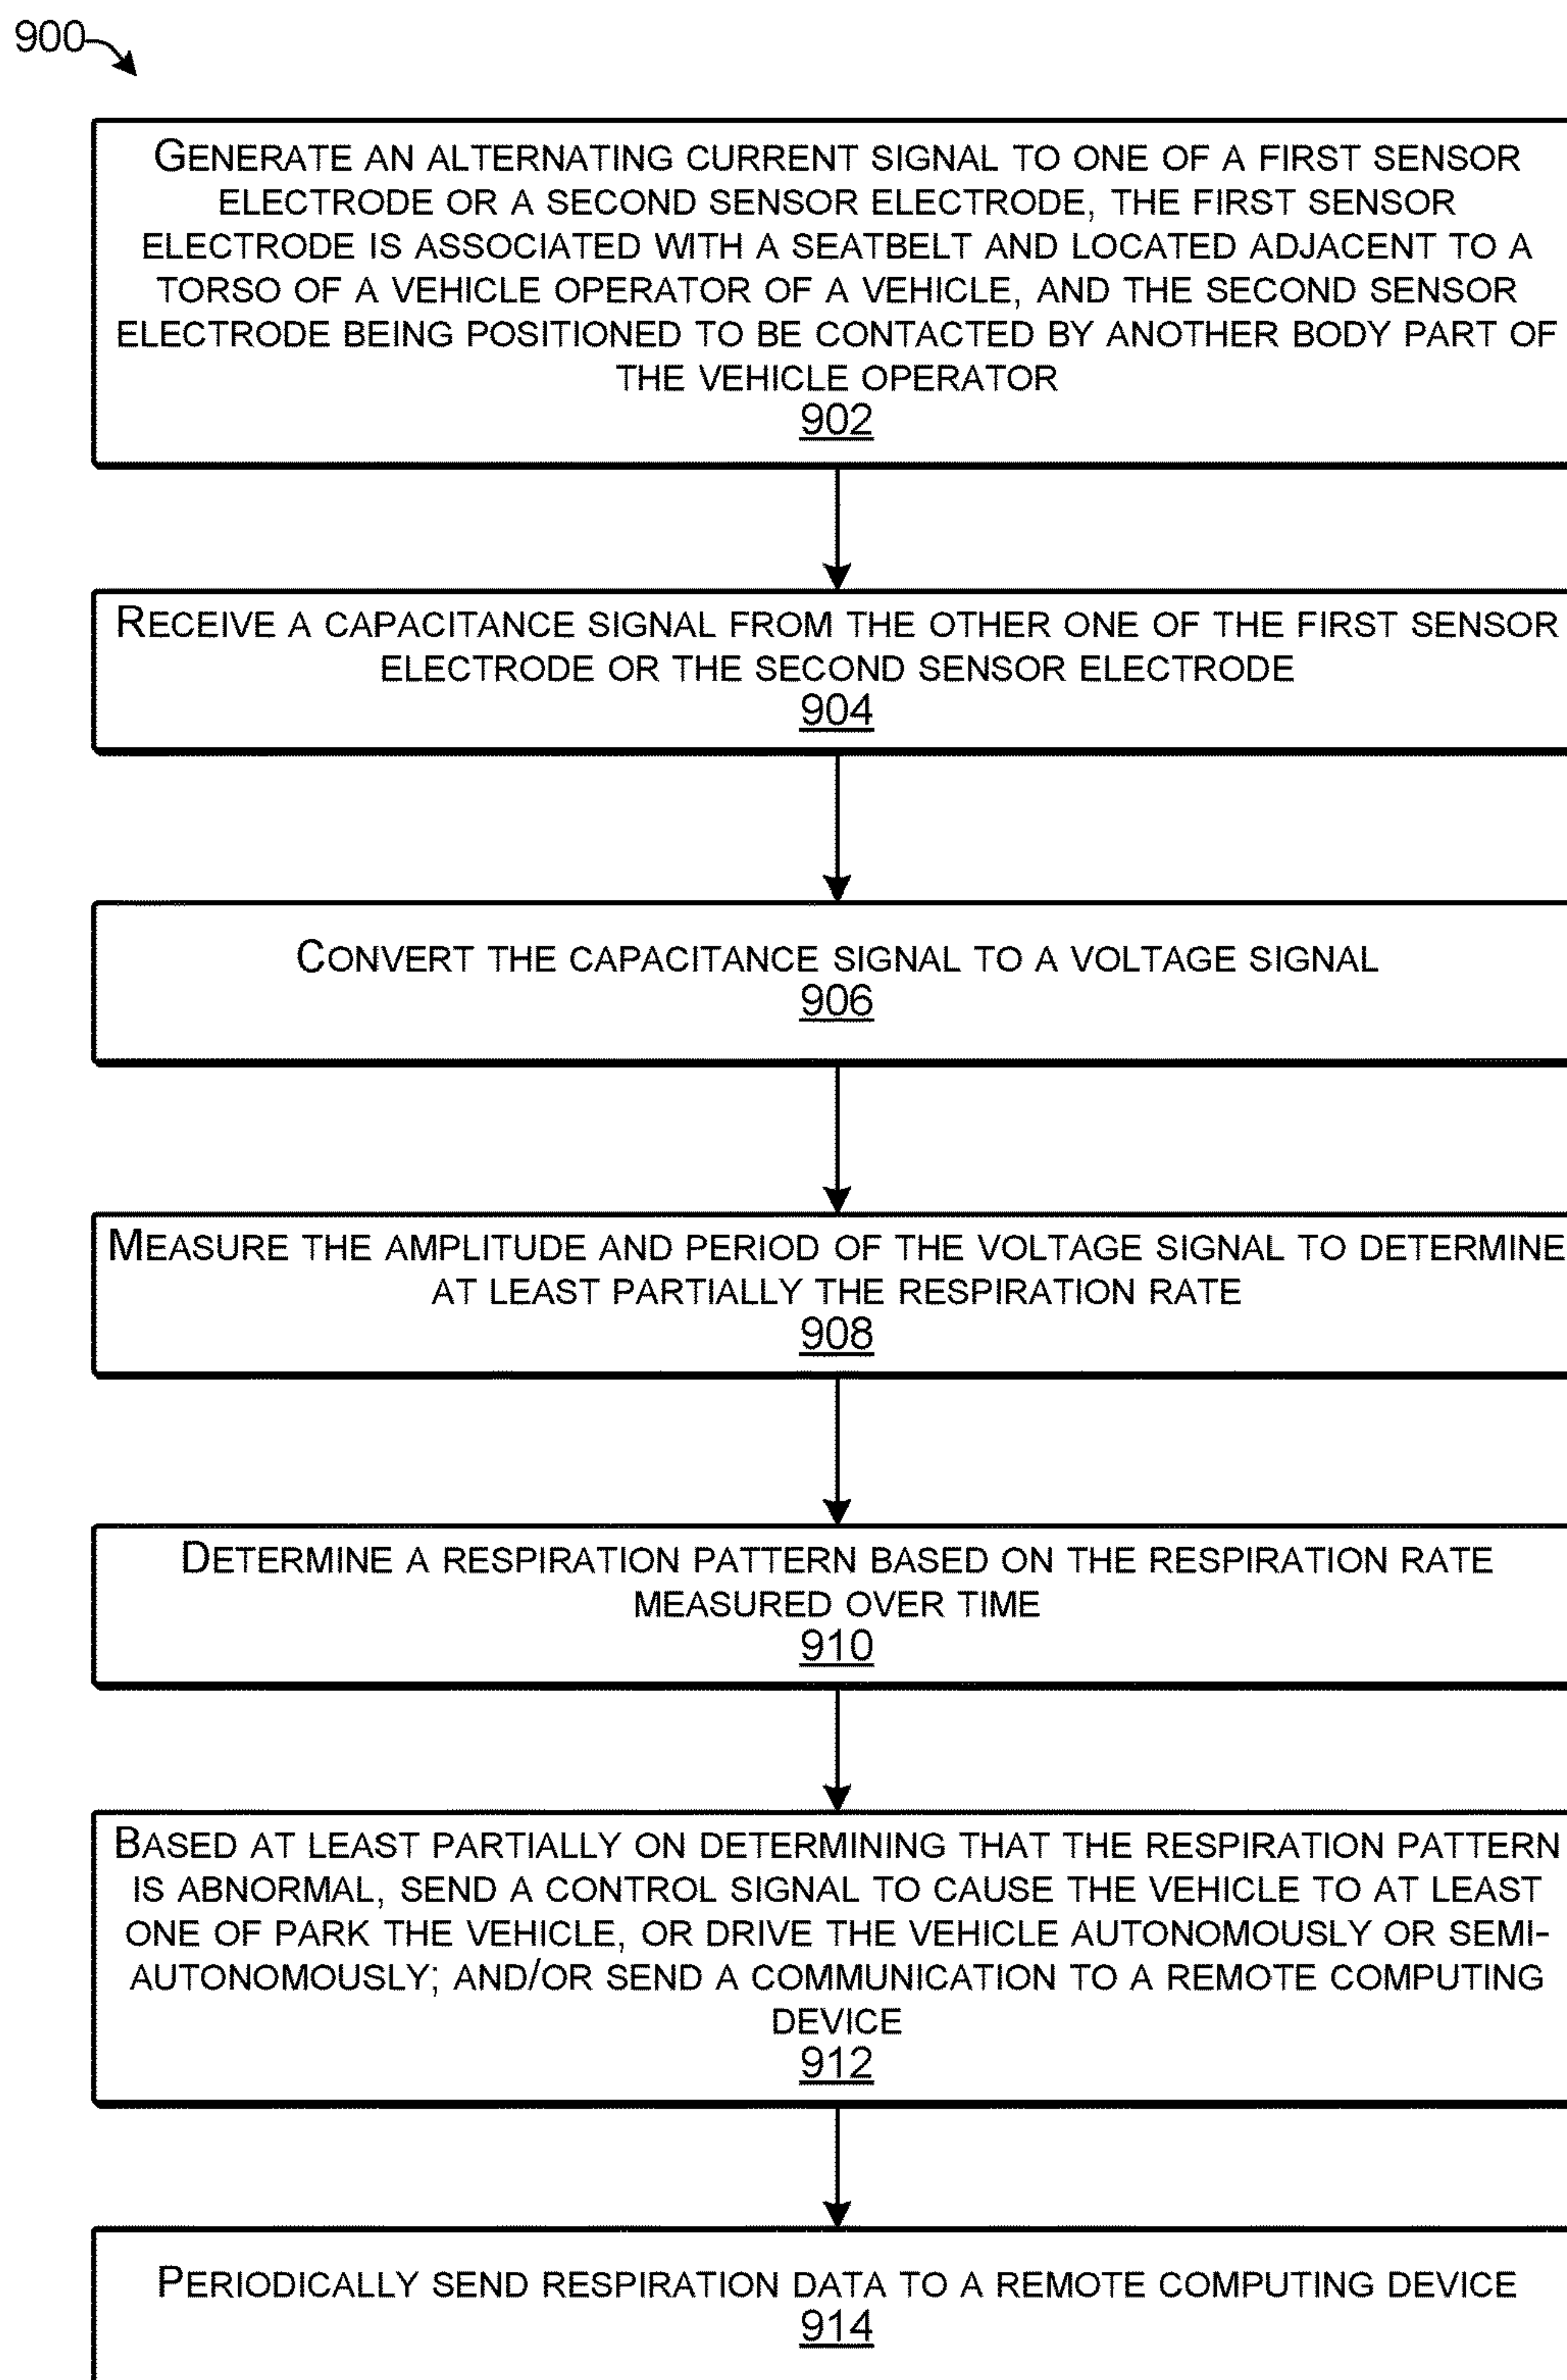 900
GENERATE AN ALTERNATING CURRENT SIGNAL TO ONE OF A FIRST SENSOR
ELECTRODE OR A SECOND SENSOR ELECTRODE, THE FIRST SENSOR
ELECTRODE IS ASSOCIATED WITH A SEATBELT AND LOCATED ADJACENT TO A
TORSO OF A VEHICLE OPERATOR OF A VEHICLE, AND THE SECOND SENSOR
ELECTRODE BEING POSITIONED TO BE CONTACTED BY ANOTHER BODY PART OF
THE VEHICLE OPERATOR
902
RECEIVE A CAPACITANCE SIGNAL FROM THE OTHER ONE OF THE FIRST SENSOR
ELECTRODE OR THE SECOND SENSOR ELECTRODE
904
CONVERT THE CAPACITANCE SIGNAL TO A VOLTAGE SIGNAL
906
MEASURE THE AMPLITUDE AND PERIOD OF THE VOLTAGE SIGNAL TO DETERMINE
AT LEAST PARTIALLY THE RESPIRATION RATE
908
DETERMINE A RESPIRATION PATTERN BASED ON THE RESPIRATION RATE
MEASURED OVER TIME
910
BASED AT LEAST PARTIALLY ON DETERMINING THAT THE RESPIRATION PATTERN
IS ABNORMAL, SEND A CONTROL SIGNAL TO CAUSE THE VEHICLE TO AT LEAST
ONE OF PARK THE VEHICLE, OR DRIVE THE VEHICLE AUTONOMOUSLY OR SEMI-
AUTONOMOUSLY; AND/OR SEND A COMMUNICATION TO A REMOTE COMPUTING
DEVICE
912
PERIODICALLY SEND RESPIRATION DATA TO A REMOTE COMPUTING DEVICE
914